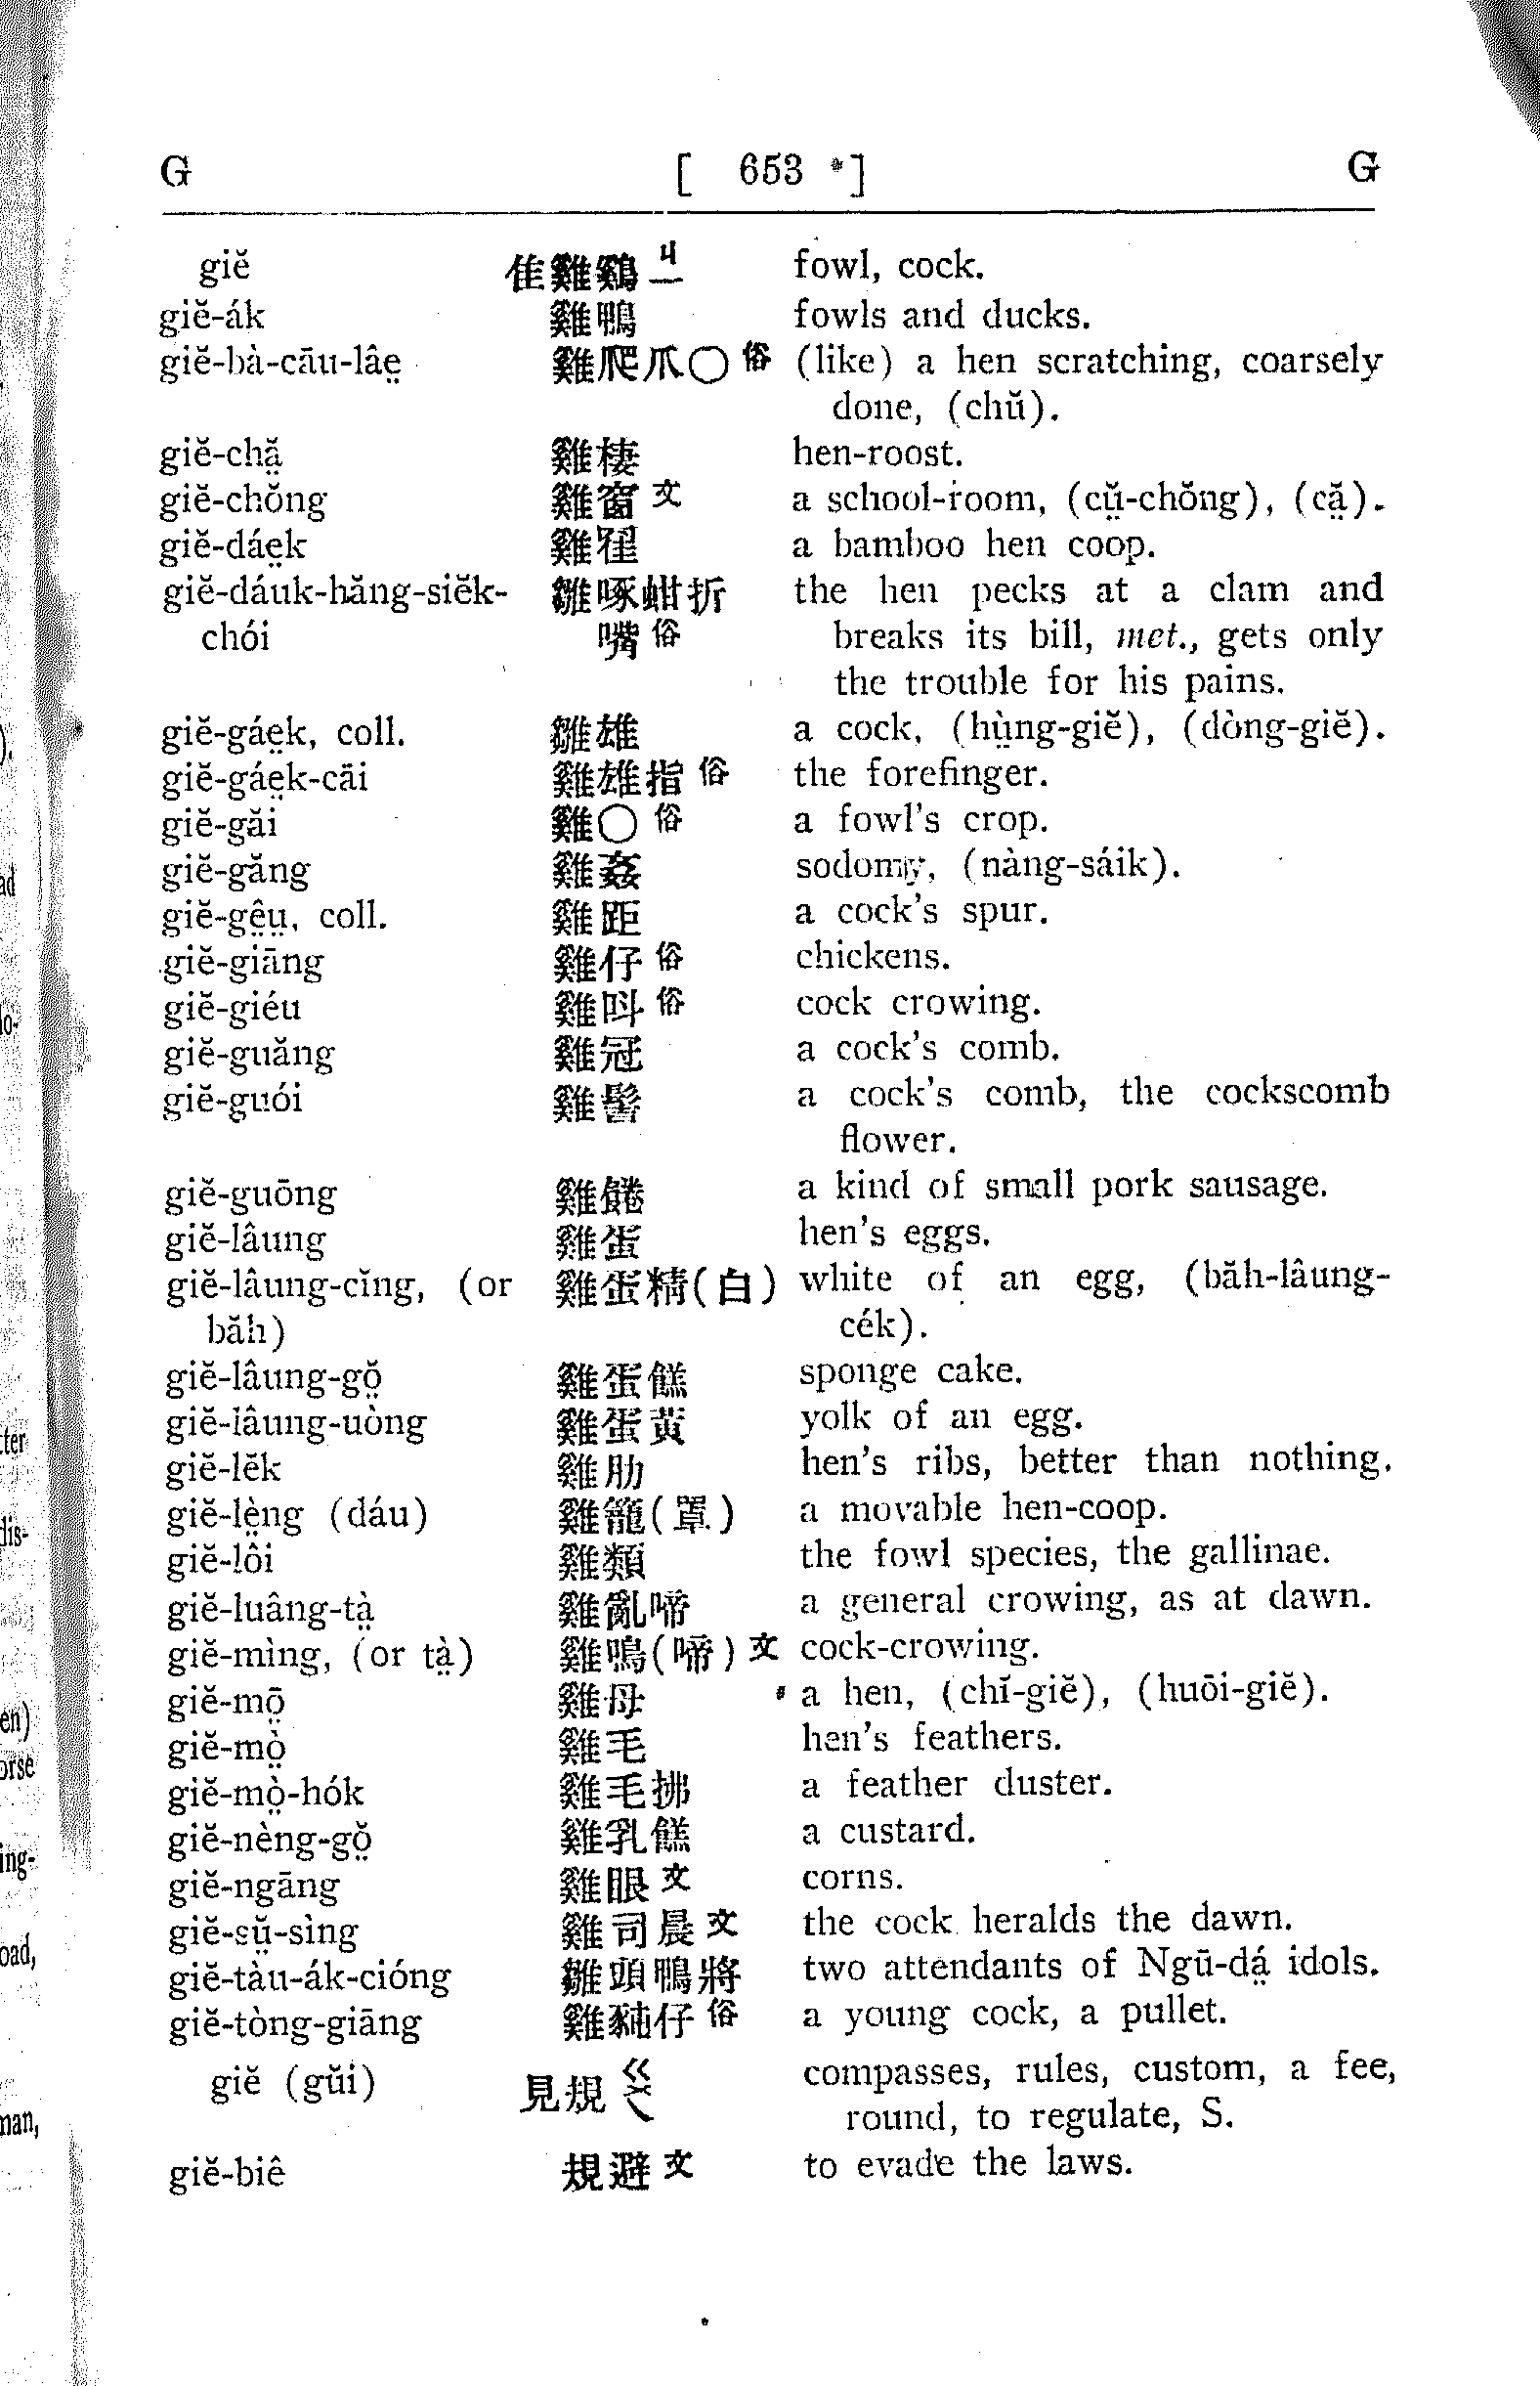 G [ 653 ] G
giĕ 隹雞鷄 ㄐㄧ fowl, cock.
giĕ-ák 雞鴨 fowls and ducks.
giĕ-bà-cāu-lâe̤ 雞爬爪〇俗 (like) a hen scratching, coarsely
done, (chŭ).
giĕ-chă̤ 雞棲 hen-roost.
giĕ-chŏng 雞窗文 a school-room, (cṳ̆-chŏng), (că̤).
giĕ-dáe̤k 雞 a bamboo hen coop.
giĕ-dáuk-hăng-siĕk- 雞啄蚶折 the hen pecks at a clam and
chói 嘴俗 breaks its bill, met., gets only
the trouble for his pains.
giĕ-gáe̤k, coll. 雞雄 a cock, (hṳ̀ng-giĕ), (dòng-giĕ).
giĕ-gáe̤k-cāi 雞雄指俗 the forefinger.
giĕ-găi 雞〇俗 a fowl's crop.
giĕ-găng 雞姦 sodomy, (nàng-sáik).
giĕ-gê̤ṳ, coll. 雞距 a cock's spur.
giĕ-giāng 雞仔俗 chickens.
giĕ-giéu 雞呌俗 cock crowing.
giĕ-guăng 雞冠 a cock's comb.
giĕ-guói 雞髻 a cock's comb, the cockscomb
flower.
giĕ-guōng 雞餋 a kind of small pork sausage.
giĕ-lâung 雞蛋 hen's eggs.
giĕ-lâung-cĭng, (or 雞蛋精(白) white of an egg, (băh-lâung-
băh) cék).
giĕ-lâung-gŏ̤ 雞蛋餻 sponge cake.
giĕ-lâung-uòng 雞蛋黃 yolk of an egg.
giĕ-lĕk 雞肋 hen's ribs, better than nothing.
giĕ-lè̤ng (dáu) 雞籠(罩) a movable hen-coop.
giĕ-lôi 雞類 the fowl species, the gallinae.
giĕ-luâng-tà̤ 雞亂啼 a general crowing, as at dawn.
giĕ-mìng, (or tà̤) 雞鳴(啼)文 cock-crowing.
giĕ-mō̤ 雞母 a hen, (chĭ-giĕ), (huōi-giĕ).
giĕ-mò̤ 雞毛 hen's feathers.
giĕ-mò̤-hók 雞毛拂 a feather duster.
giĕ-nèng-gŏ̤ 雞乳餻 a custard.
giĕ-ngāng 雞眼文 corns.
giĕ-sṳ̆-sìng 雞司晨文 the cock heralds the dawn.
giĕ-tàu-ák-cióng 雞頭鴨將 two attendants of Ngū-dá̤ idols.
giĕ-tòng-giāng 雞仔俗 a young cock, a pullet.
giĕ (gŭi) 見規 ㄍㄨㄟ compasses, rules, custom, a fee,
round, to regulate, S.
giĕ-biê 規避文 to evade the laws.